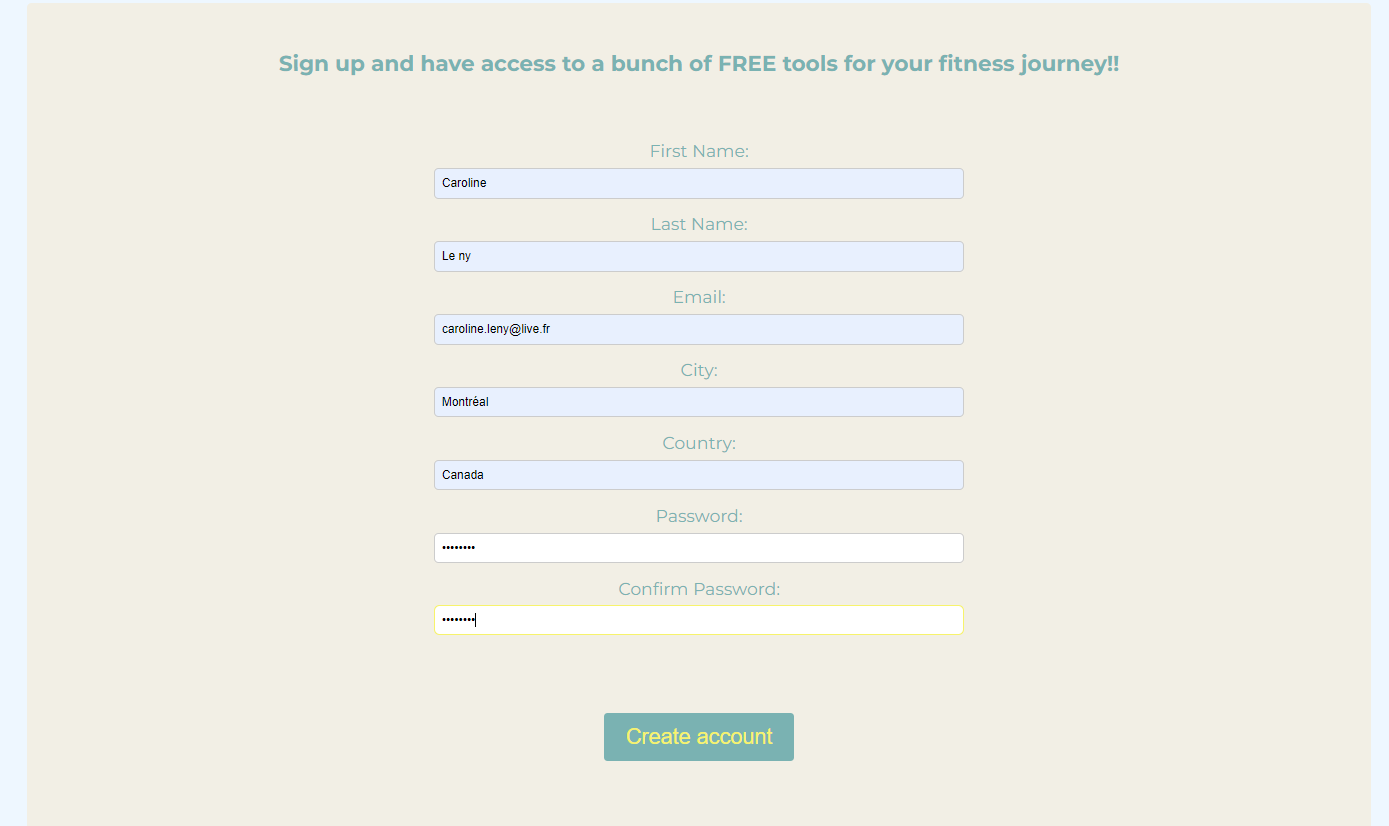 Sign up and have access to a bunch of FREE tools for your fitness journey!!
First Name:
Caroline
Last Name:
Le ny
Email:
caroline.leny@live.fr
City:
Montréal
Country:
Canada
Password:
••••••••
Confirm Password:
••••••••
Create account